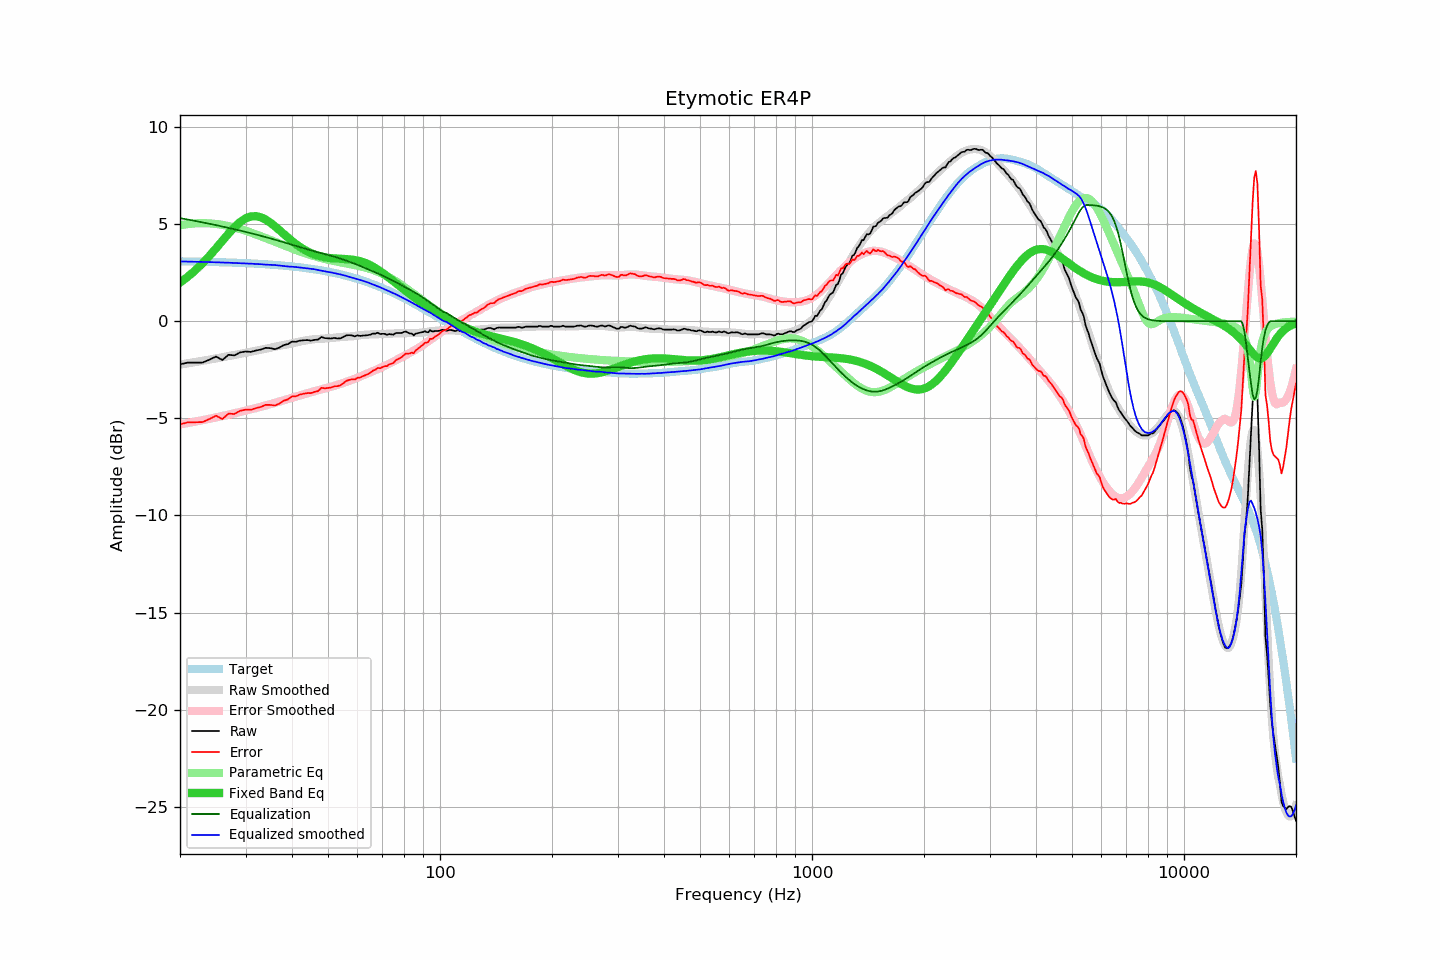 Etymotic ER4P
10
5
0
−5
−10
−15
−20
−25
Amplitude (dBr)
Target
Raw Smoothed
Error Smoothed
Raw
Error
Parametric Eq
Fixed Band Eq
Equalization
Equalized smoothed
100
1000
10000
Frequency (Hz)